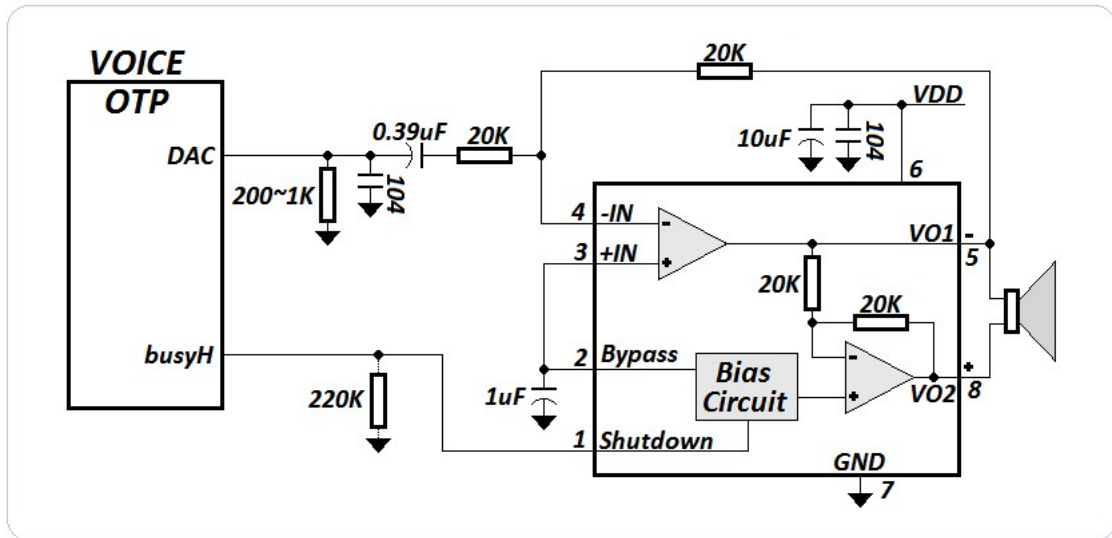 VOICE
OTP
DAC
200~1K
104
0.39uF
20K
20K
10uF
104
VDD
6
4
-IN
3
+IN
-
+
VO1
-
5
20K
20K
busyH
220K
2
Bypass
1uF
Bias
Circuit
-
+
VO2
+
8
1
Shutdown
GND
7